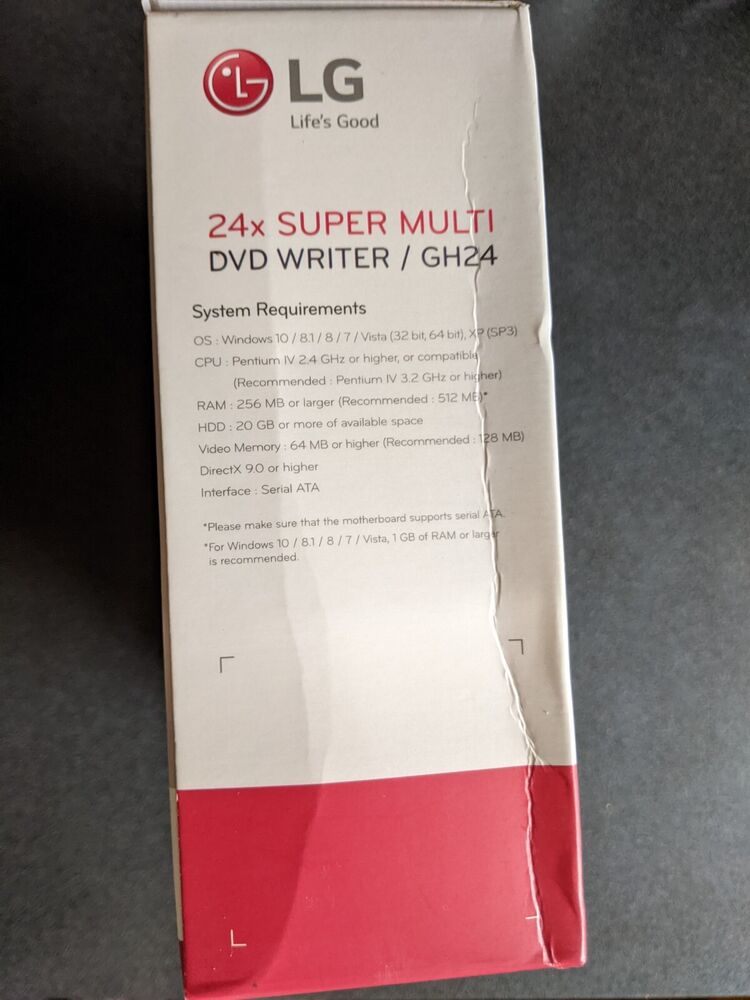 LG
Life's Good
24x SUPER MULTI
DVD WRITER / GH24
System Requirements
OS : Windows 10 / 8.1 / 8 / 7 / Vista (32 bit, 64 bit), XP (SP3)
CPU : Pentium IV 2.4 GHz or higher, or compatible
(Recommended : Pentium IV 3.2 GHz or higher)
RAM : 256 MB or larger (Recommended : 512 MB)*
HDD : 20 GB or more of available space
Video Memory : 64 MB or higher (Recommended : 128 MB)
DirectX 9.0 or higher
Interface : Serial ATA
*Please make sure that the motherboard supports serial ATA.
*For Windows 10 / 8.1 / 8 / 7 / Vista, 1 GB of RAM or larger
is recommended.